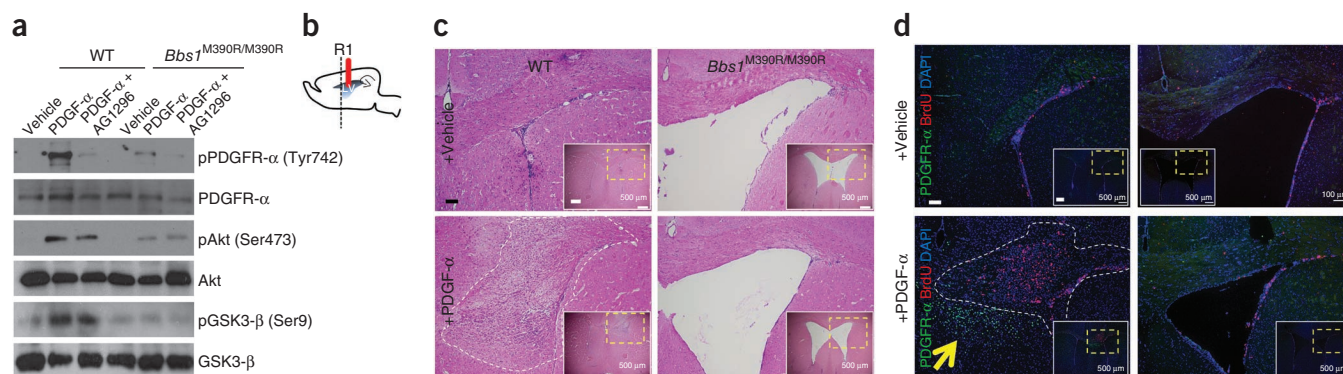 a
WT
Bbs1M390R/M390R
Vehicle
PDGF-α
PDGF-α +
AG1296
Vehicle
PDGF-α
PDGF-α +
AG1296
pPDGFR-α (Tyr742)
PDGFR-α
pAkt (Ser473)
Akt
pGSK3-β (Ser9)
GSK3-β
b
R1
c
WT
Bbs1M390R/M390R
+Vehicle
500 µm
500 µm
+PDGF-α
500 µm
500 µm
d
+Vehicle
PDGFR-α BrdU DAPI
500 µm
500 µm
100 µm
+PDGF-α
PDGFR-α BrdU DAPI
500 µm
500 µm